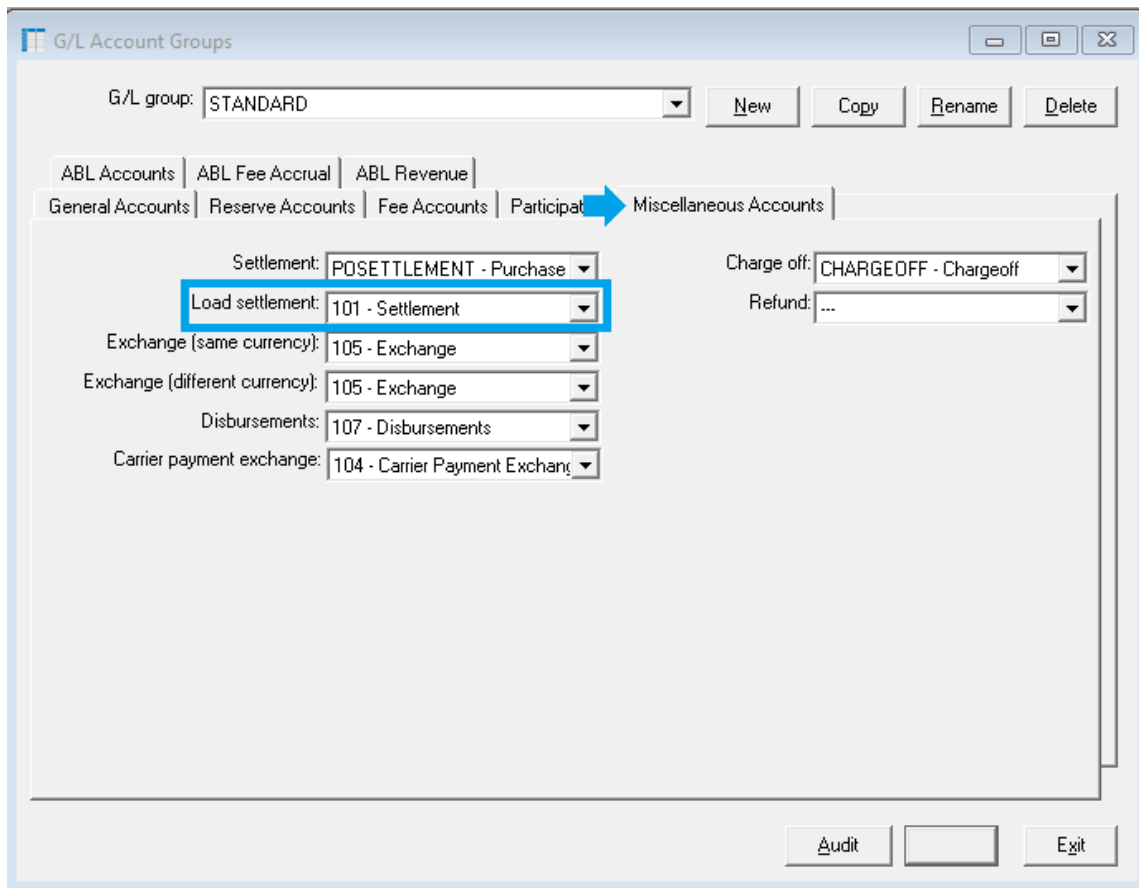 G/L Account Groups
G/L group: STANDARD New Copy Rename Delete
ABL Accounts ABL Fee Accrual ABL Revenue
General Accounts Reserve Accounts Fee Accounts Participat Miscellaneous Accounts
Settlement: POSETTLEMENT - Purchase Charge off: CHARGEOFF - Chargeoff
Load settlement: 101 - Settlement Refund: ---
Exchange (same currency): 105 - Exchange
Exchange (different currency): 105 - Exchange
Disbursements: 107 - Disbursements
Carrier payment exchange: 104 - Carrier Payment Exchang
Audit Exit